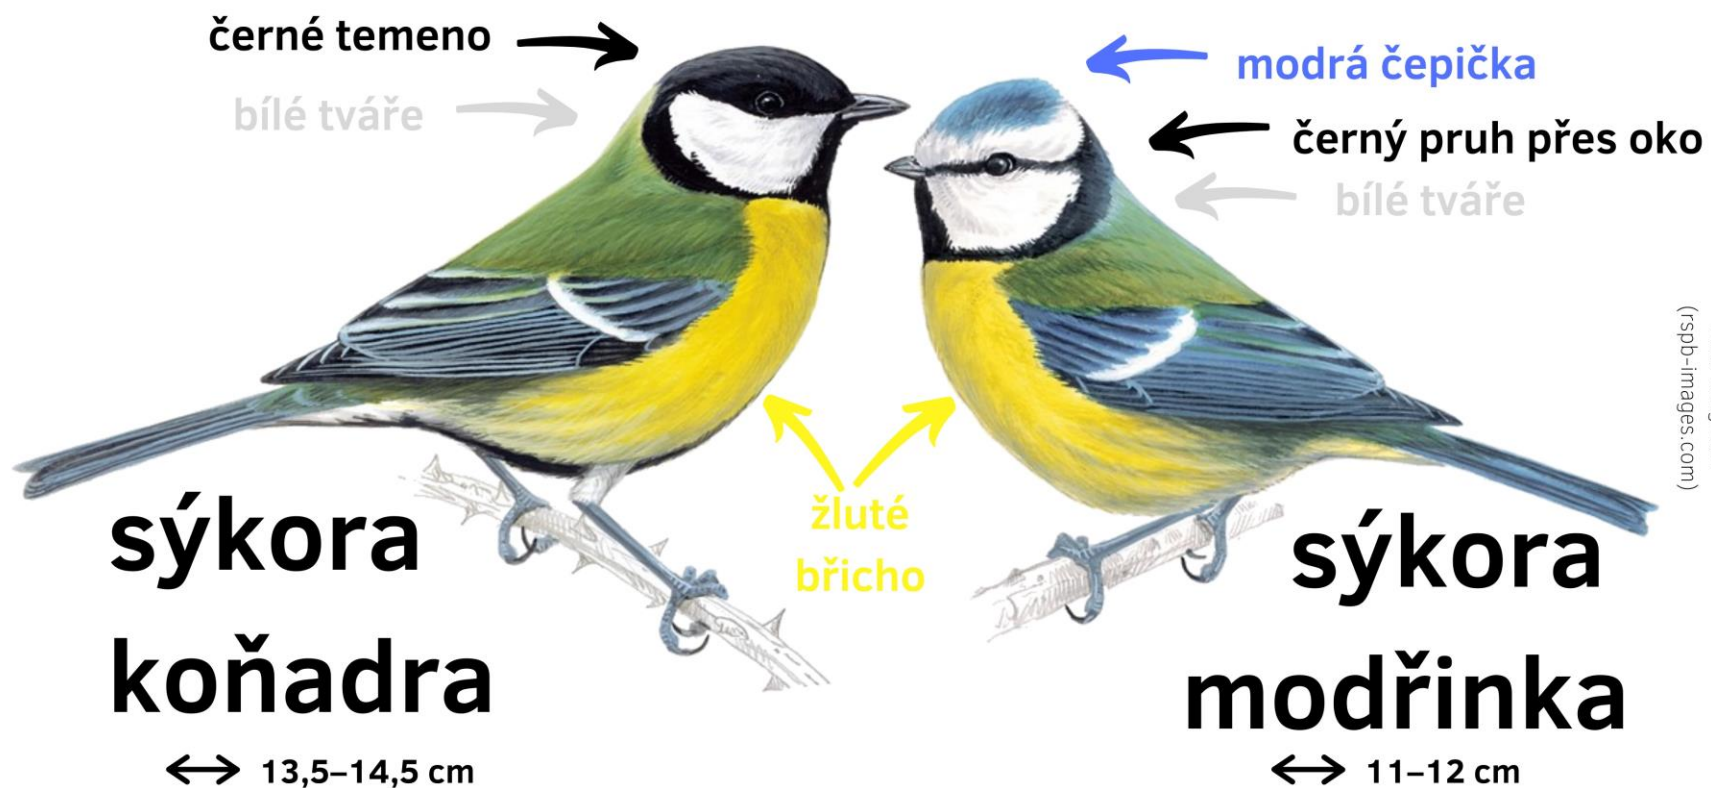 černé temeno
bílé tváře
modrá čepička
černý pruh přes oko
bílé tváře
žluté
břicho
sýkora
koňadra
13,5–14,5 cm
sýkora
modřinka
11–12 cm
(rspb-images.com)